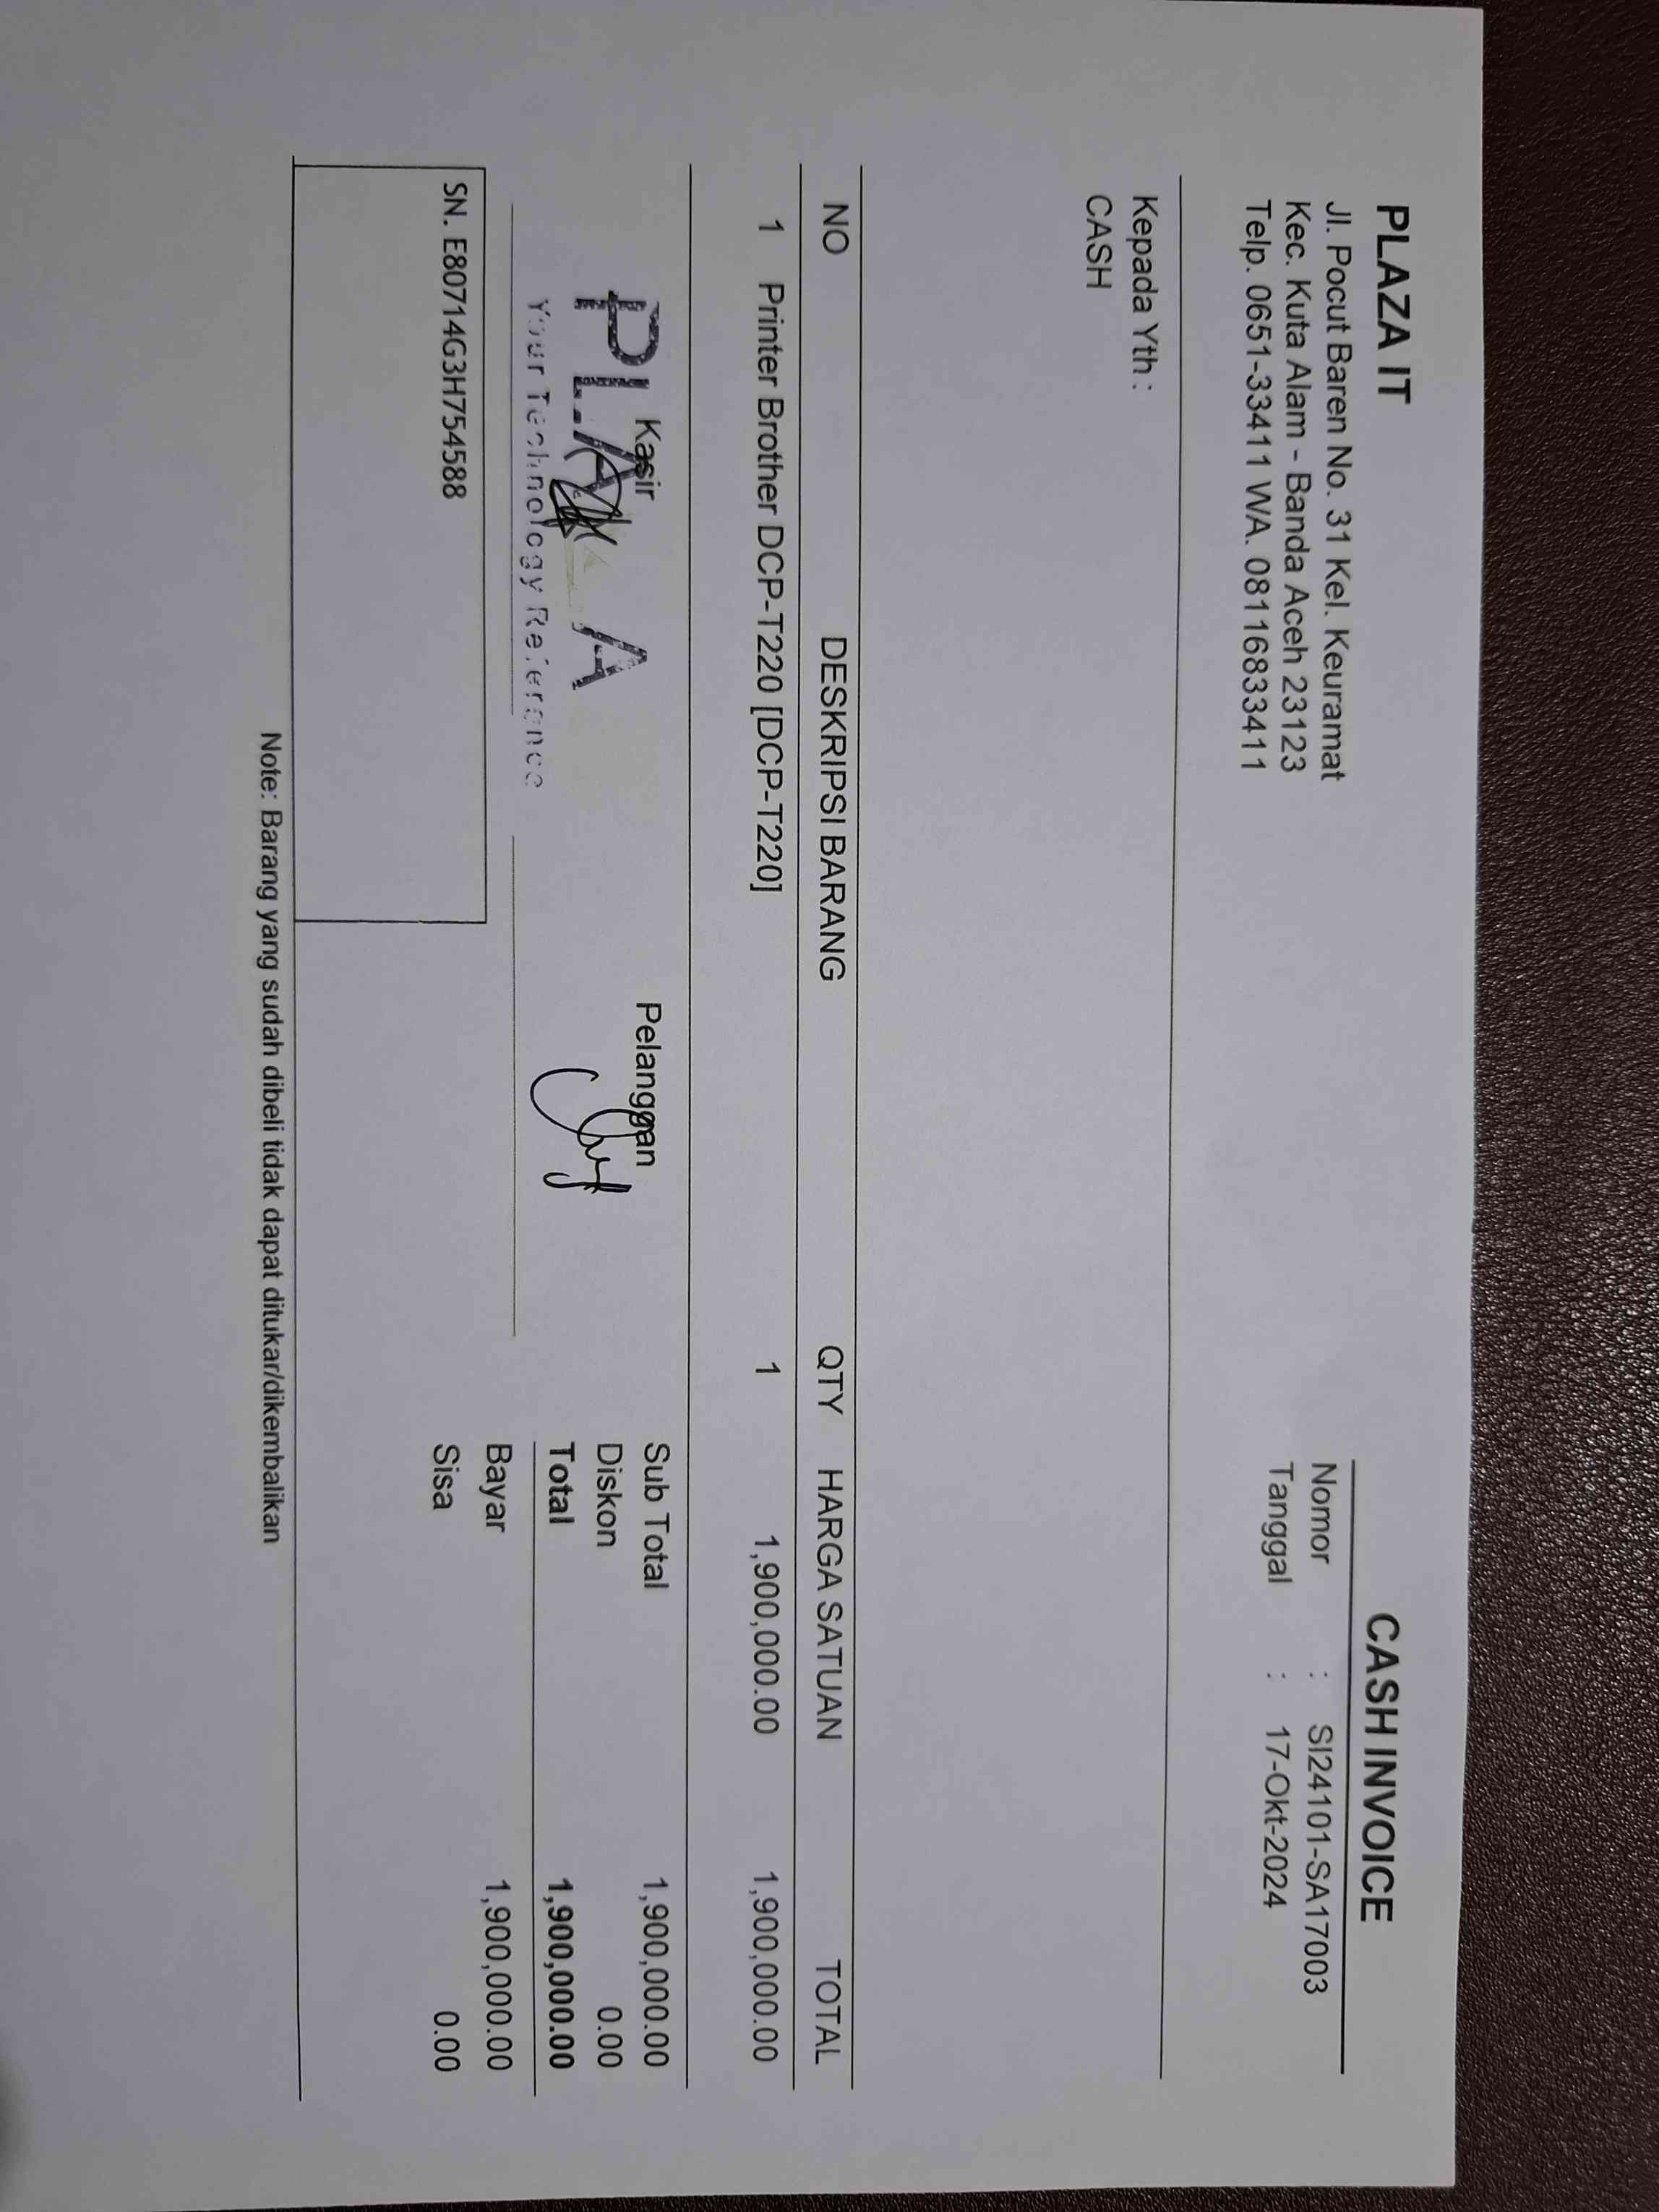 PLAZA IT
Jl. Pocut Baren No. 31 Kel. Keuramat
Kec. Kuta Alam - Banda Aceh 23123
Telp. 0651-33411 WA. 08116833411
CASH INVOICE
Nomor : SI24101-SA17003
Tanggal : 17-Okt-2024
Kepada Yth :
CASH
NO DESKRIPSI BARANG QTY HARGA SATUAN TOTAL
1 Printer Brother DCP-T220 [DCP-T220] 1 1,900,000.00 1,900,000.00
Kasir Pelanggan
PLAZA
Your Technology Reference
Sub Total 1,900,000.00
Diskon 0.00
Total 1,900,000.00
Bayar 1,900,000.00
Sisa 0.00
SN. E80714G3H754588
Note: Barang yang sudah dibeli tidak dapat ditukar/dikembalikan